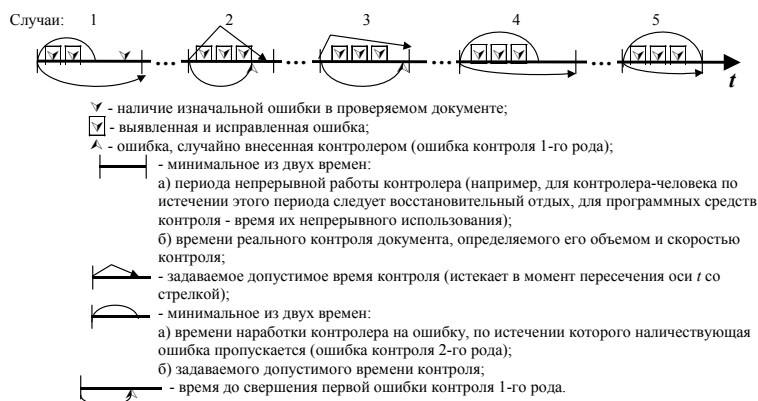 Случаи: 1 2 3 4 5
... ... ... ...
t
- наличие изначальной ошибки в проверяемом документе;
- выявленная и исправленная ошибка;
- ошибка, случайно внесенная контролером (ошибка контроля 1-го рода);
- минимальное из двух времен:
а) периода непрерывной работы контролера (например, для контролера-человека по
истечении этого периода следует восстановительный отдых, для программных средств
контроля - время их непрерывного использования);
б) времени реального контроля документа, определяемого его объемом и скоростью
контроля;
- задаваемое допустимое время контроля (истекает в момент пересечения оси t со
стрелкой);
- минимальное из двух времен:
а) времени наработки контролера на ошибку, по истечении которого наличествующая
ошибка пропускается (ошибка контроля 2-го рода);
б) задаваемого допустимого времени контроля;
- время до свершения первой ошибки контроля 1-го рода.